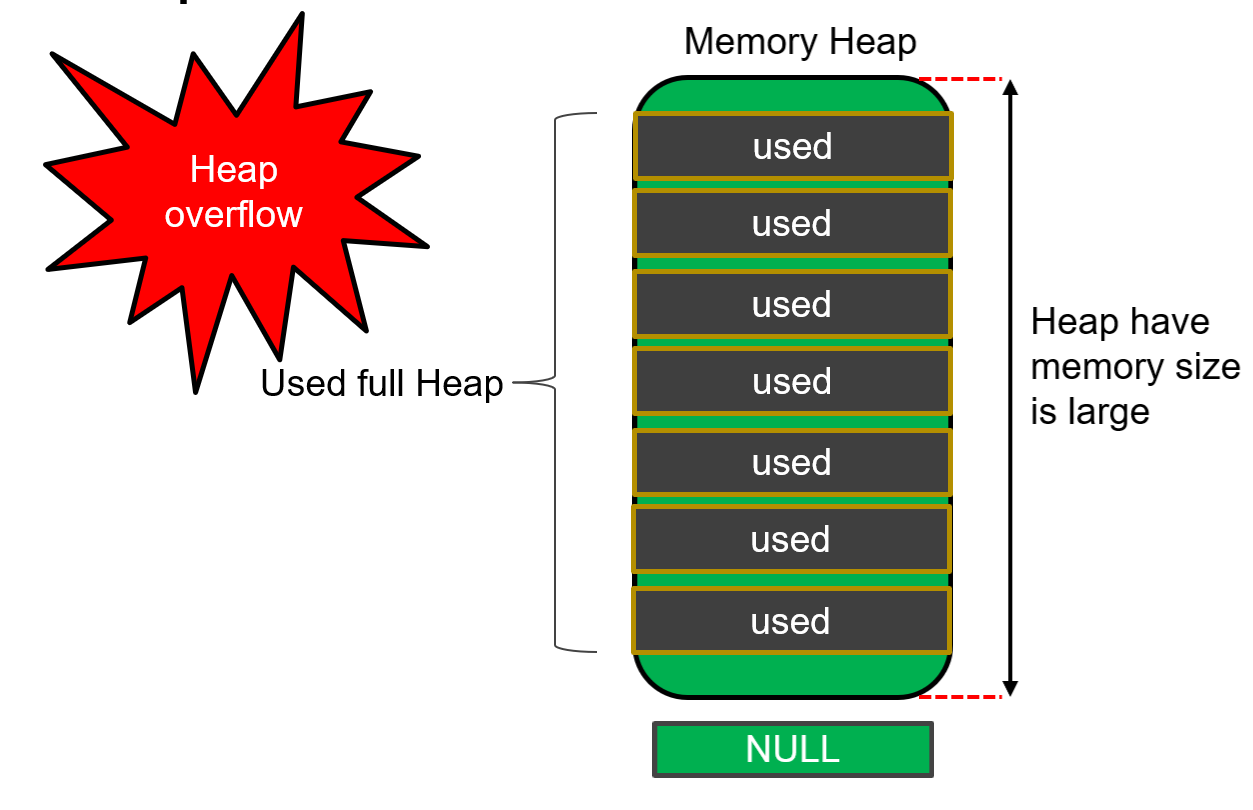 Memory Heap
Heap
overflow
used
used
used
used
used
used
used
Used full Heap
Heap have
memory size
is large
NULL